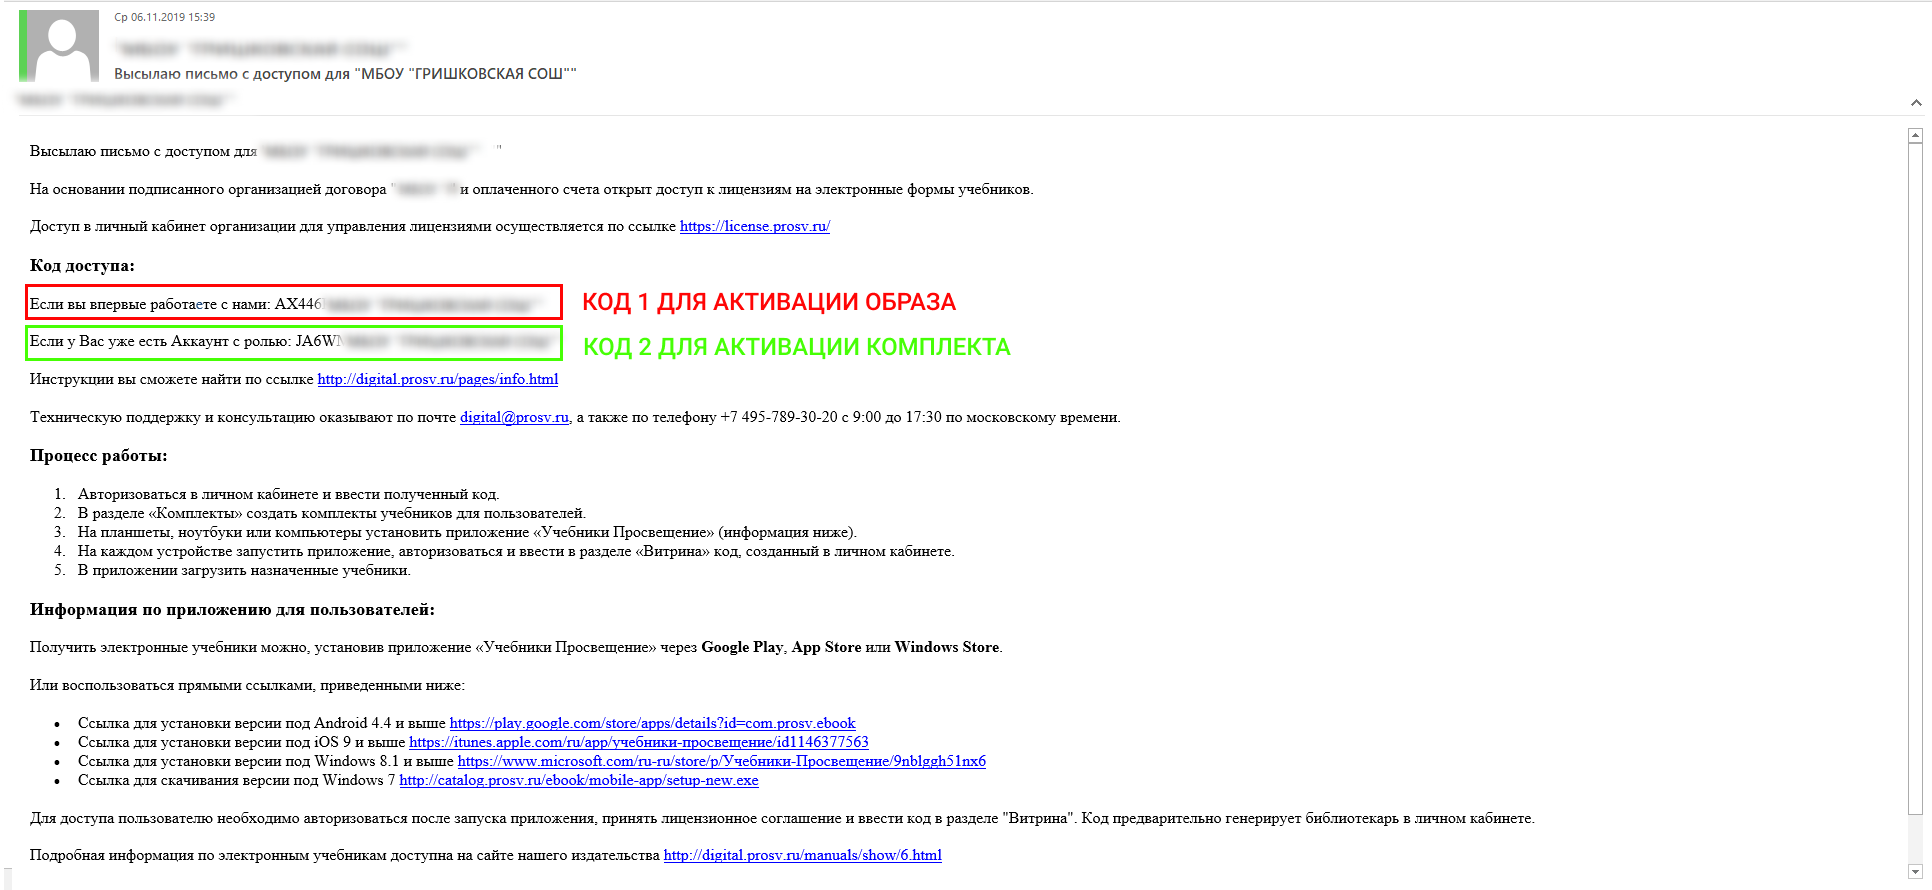 Ср 06.11.2019 15:39
Высылаю письмо с доступом для "МБОУ "ГРИШКОВСКАЯ СОШ""
Высылаю письмо с доступом для "
На основании подписанного организацией договора " и оплаченного счета открыт доступ к лицензиям на электронные формы учебников.
Доступ в личный кабинет организации для управления лицензиями осуществляется по ссылке https://license.prosv.ru/
Код доступа:
Если вы впервые работаете с нами: AX446
КОД 1 ДЛЯ АКТИВАЦИИ ОБРАЗА
Если у Вас уже есть Аккаунт с ролью: JA6W
КОД 2 ДЛЯ АКТИВАЦИИ КОМПЛЕКТА
Инструкции вы сможете найти по ссылке http://digital.prosv.ru/pages/info.html
Техническую поддержку и консультацию оказывают по почте digital@prosv.ru, а также по телефону +7 495-789-30-20 с 9:00 до 17:30 по московскому времени.
Процесс работы:
1. Авторизоваться в личном кабинете и ввести полученный код.
2. В разделе «Комплекты» создать комплекты учебников для пользователей.
3. На планшеты, ноутбуки или компьютеры установить приложение «Учебники Просвещение» (информация ниже).
4. На каждом устройстве запустить приложение, авторизоваться и ввести в разделе «Витрина» код, созданный в личном кабинете.
5. В приложении загрузить назначенные учебники.
Информация по приложению для пользователей:
Получить электронные учебники можно, установив приложение «Учебники Просвещение» через Google Play, App Store или Windows Store.
Или воспользоваться прямыми ссылками, приведенными ниже:
• Ссылка для установки версии под Android 4.4 и выше https://play.google.com/store/apps/details?id=com.prosv.ebook
• Ссылка для установки версии под iOS 9 и выше https://itunes.apple.com/ru/app/учебники-просвещение/id1146377563
• Ссылка для установки версии под Windows 8.1 и выше https://www.microsoft.com/ru-ru/store/p/Учебники-Просвещение/9nblggh51nx6
• Ссылка для скачивания версии под Windows 7 http://catalog.prosv.ru/ebook/mobile-app/setup-new.exe
Для доступа пользователю необходимо авторизоваться после запуска приложения, принять лицензионное соглашение и ввести код в разделе "Витрина". Код предварительно генерирует библиотекарь в личном кабинете.
Подробная информация по электронным учебникам доступна на сайте нашего издательства http://digital.prosv.ru/manuals/show/6.html